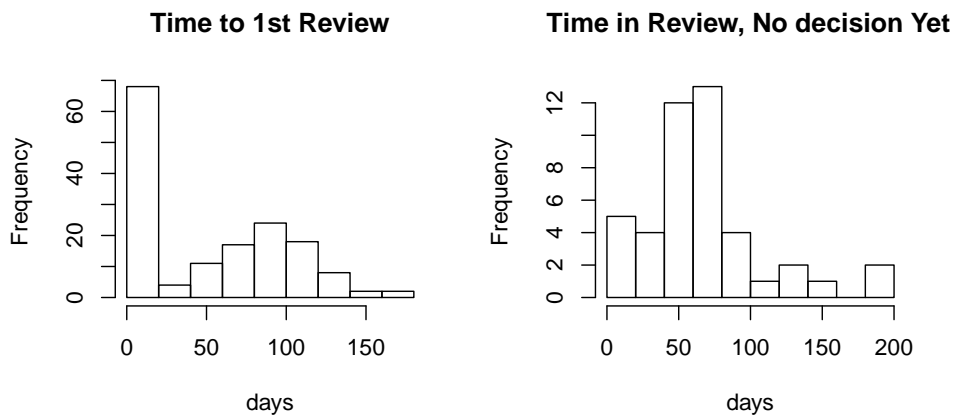 Time to 1st Review
Frequency
0 20 40 60
0 50 100 150
days
Time in Review, No decision Yet
Frequency
0 2 4 6 8 12
0 50 100 150 200
days